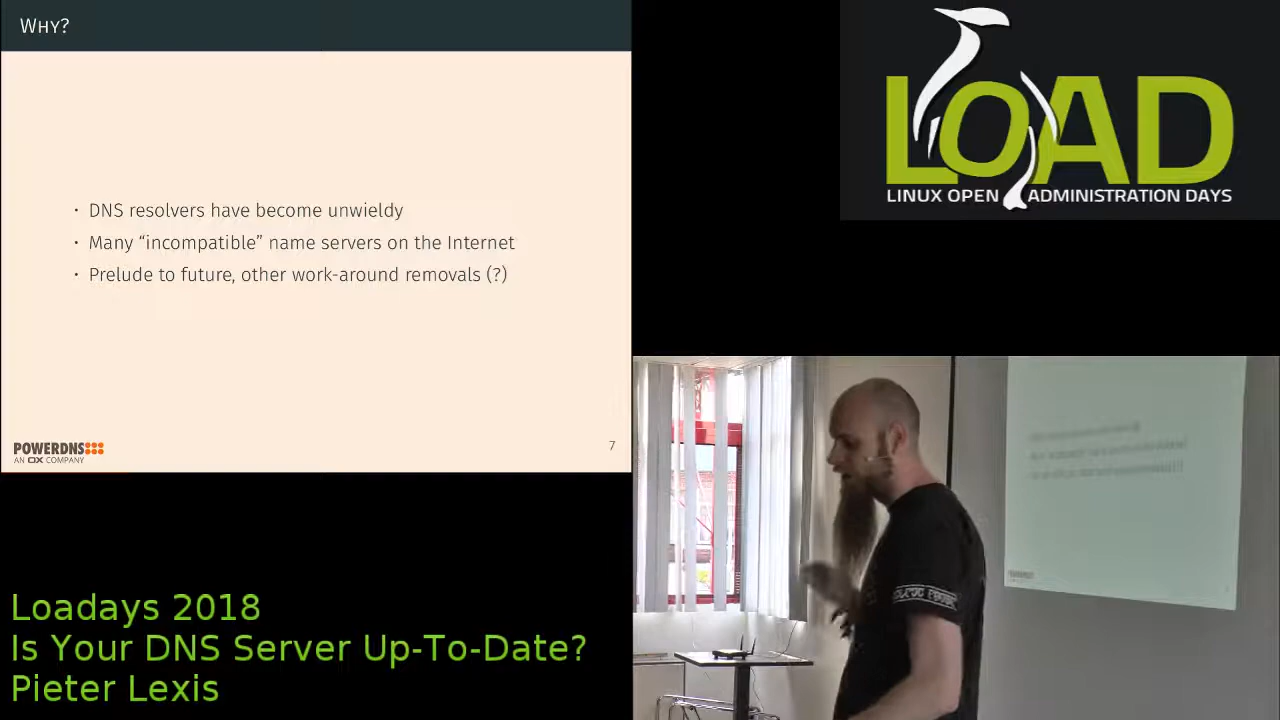 WHY?
· DNS resolvers have become unwieldy
· Many “incompatible” name servers on the Internet
· Prelude to future, other work-around removals (?)
POWERDNS
AN OX COMPANY
7
LOAD
LINUX OPEN ADMINISTRATION DAYS
Loadays 2018
Is Your DNS Server Up-To-Date?
Pieter Lexis